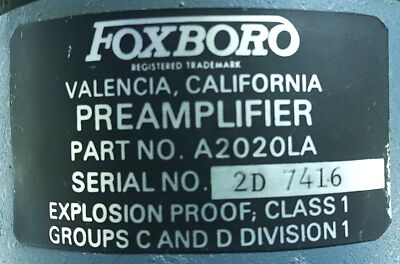 FOXBORO
REGISTERED TRADEMARK
VALENCIA, CALIFORNIA
PREAMPLIFIER
PART NO. A2020LA
SERIAL NO. 2D 7416
EXPLOSION PROOF; CLASS 1
GROUPS C AND D DIVISION 1